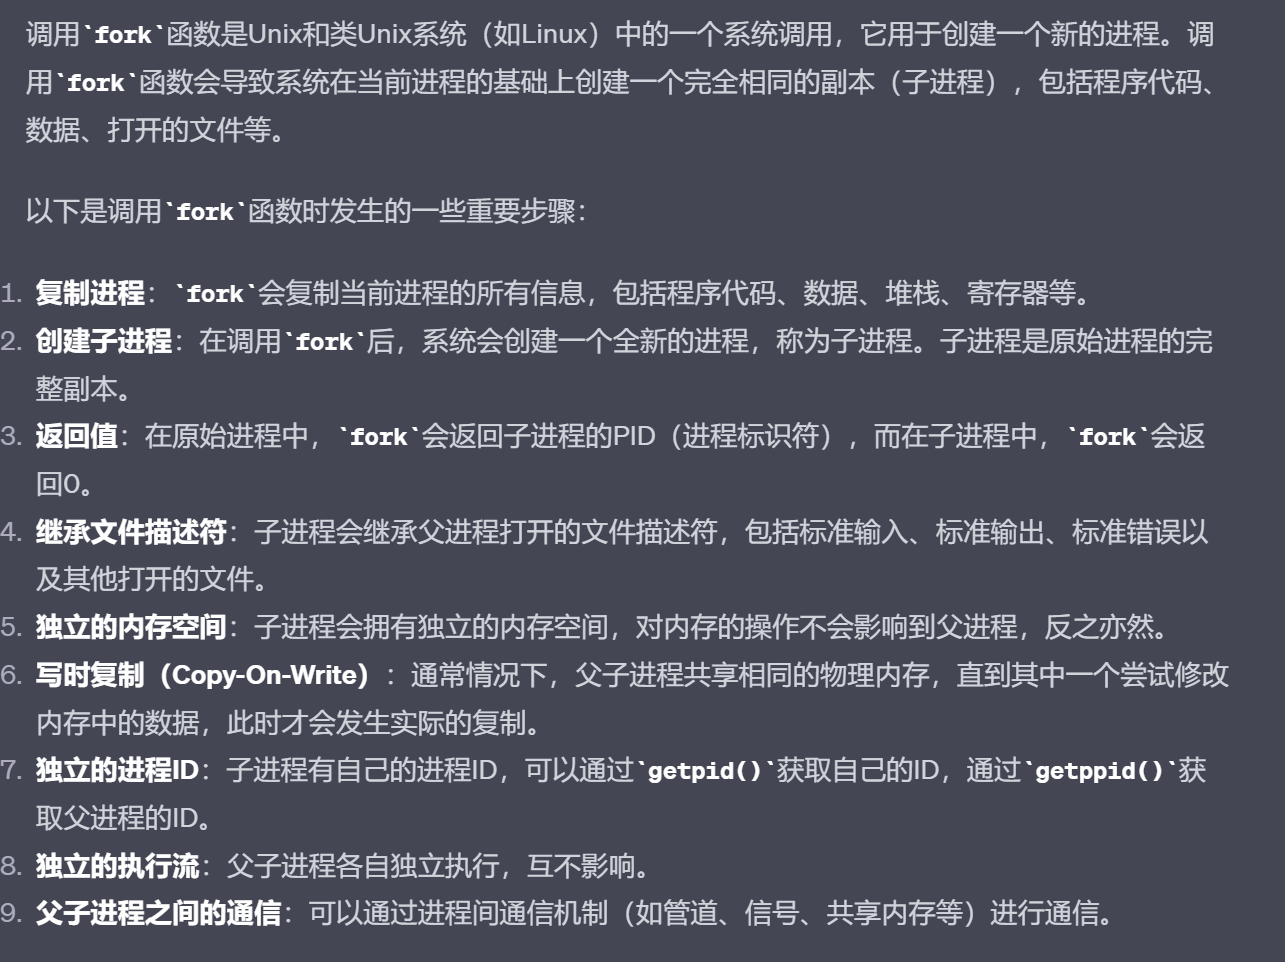 调用`fork`函数是Unix和类Unix系统（如Linux）中的一个系统调用，它用于创建一个新的进程。调
用`fork`函数会导致系统在当前进程的基础上创建一个完全相同的副本（子进程），包括程序代码、
数据、打开的文件等。
以下是调用`fork`函数时发生的一些重要步骤：
1. 复制进程：`fork`会复制当前进程的所有信息，包括程序代码、数据、堆栈、寄存器等。
2. 创建子进程：在调用`fork`后，系统会创建一个全新的进程，称为子进程。子进程是原始进程的完
整副本。
3. 返回值：在原始进程中，`fork`会返回子进程的PID（进程标识符），而在子进程中，`fork`会返
回0。
4. 继承文件描述符：子进程会继承父进程打开的文件描述符，包括标准输入、标准输出、标准错误以
及其他打开的文件。
5. 独立的内存空间：子进程会拥有独立的内存空间，对内存的操作不会影响到父进程，反之亦然。
6. 写时复制（Copy-On-Write）：通常情况下，父子进程共享相同的物理内存，直到其中一个尝试修改
内存中的数据，此时才会发生实际的复制。
7. 独立的进程ID：子进程有自己的进程ID，可以通过`getpid()`获取自己的ID，通过`getppid()`获
取父进程的ID。
8. 独立的执行流：父子进程各自独立执行，互不影响。
9. 父子进程之间的通信：可以通过进程间通信机制（如管道、信号、共享内存等）进行通信。